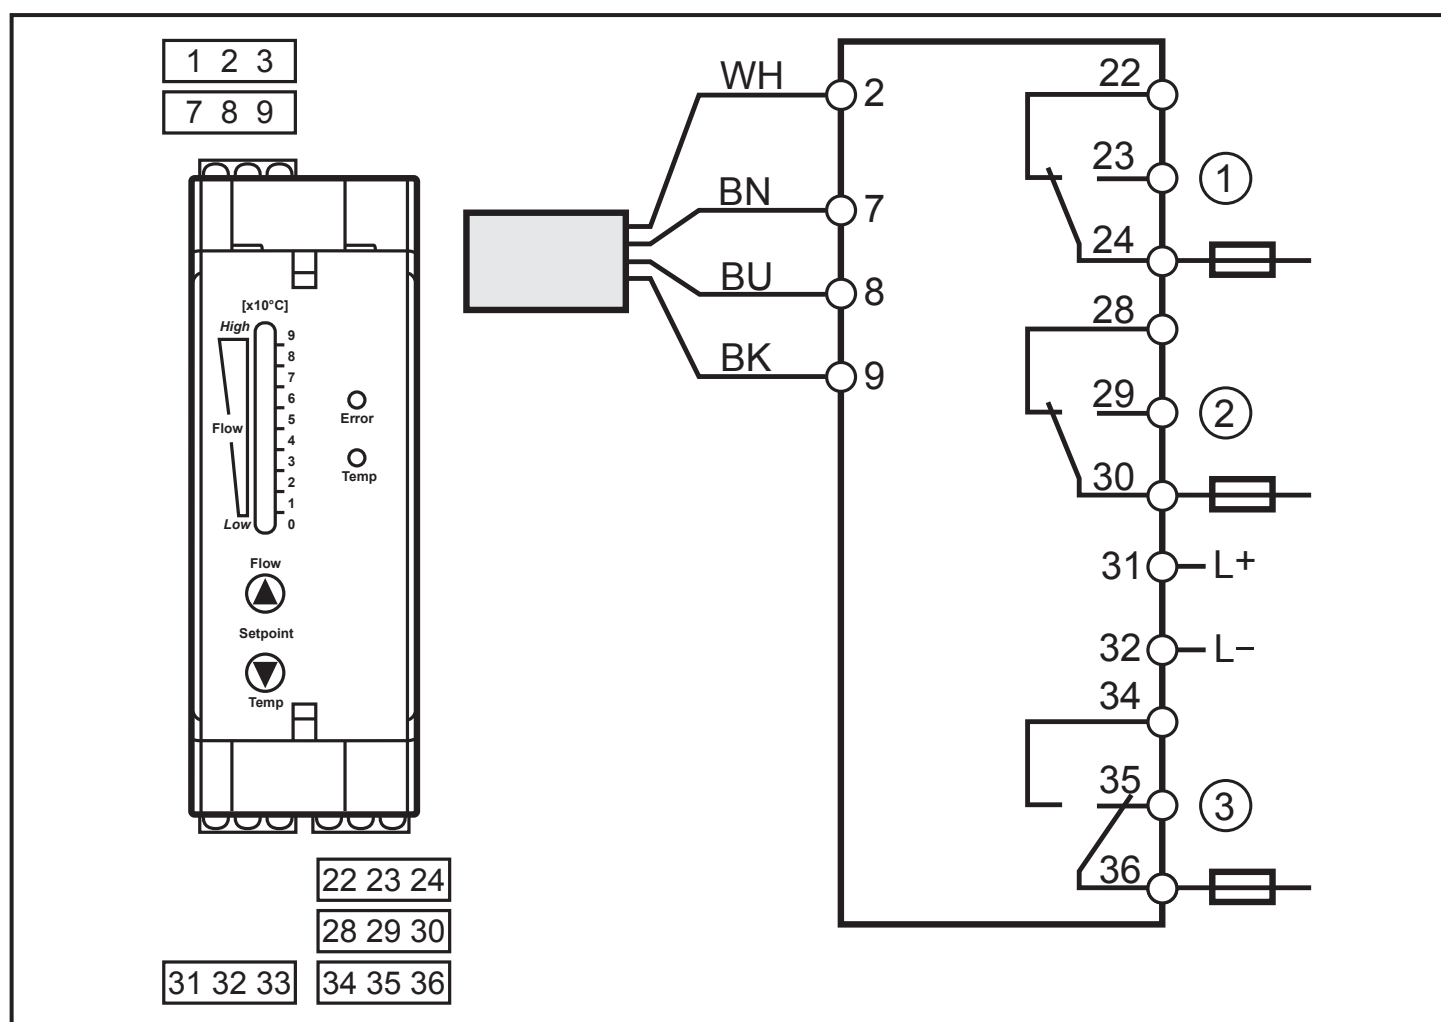 1 2 3
7 8 9
[x10°C]
High
9
8
7
6
5
4
3
2
1
0
Flow
Low
Error
Temp
Flow
Setpoint
Temp
22 23 24
28 29 30
31 32 33
34 35 36
WH
BN
BU
BK
2
7
8
9
22
23
24
28
29
30
31
32
34
35
36
1
2
L+
L−
3